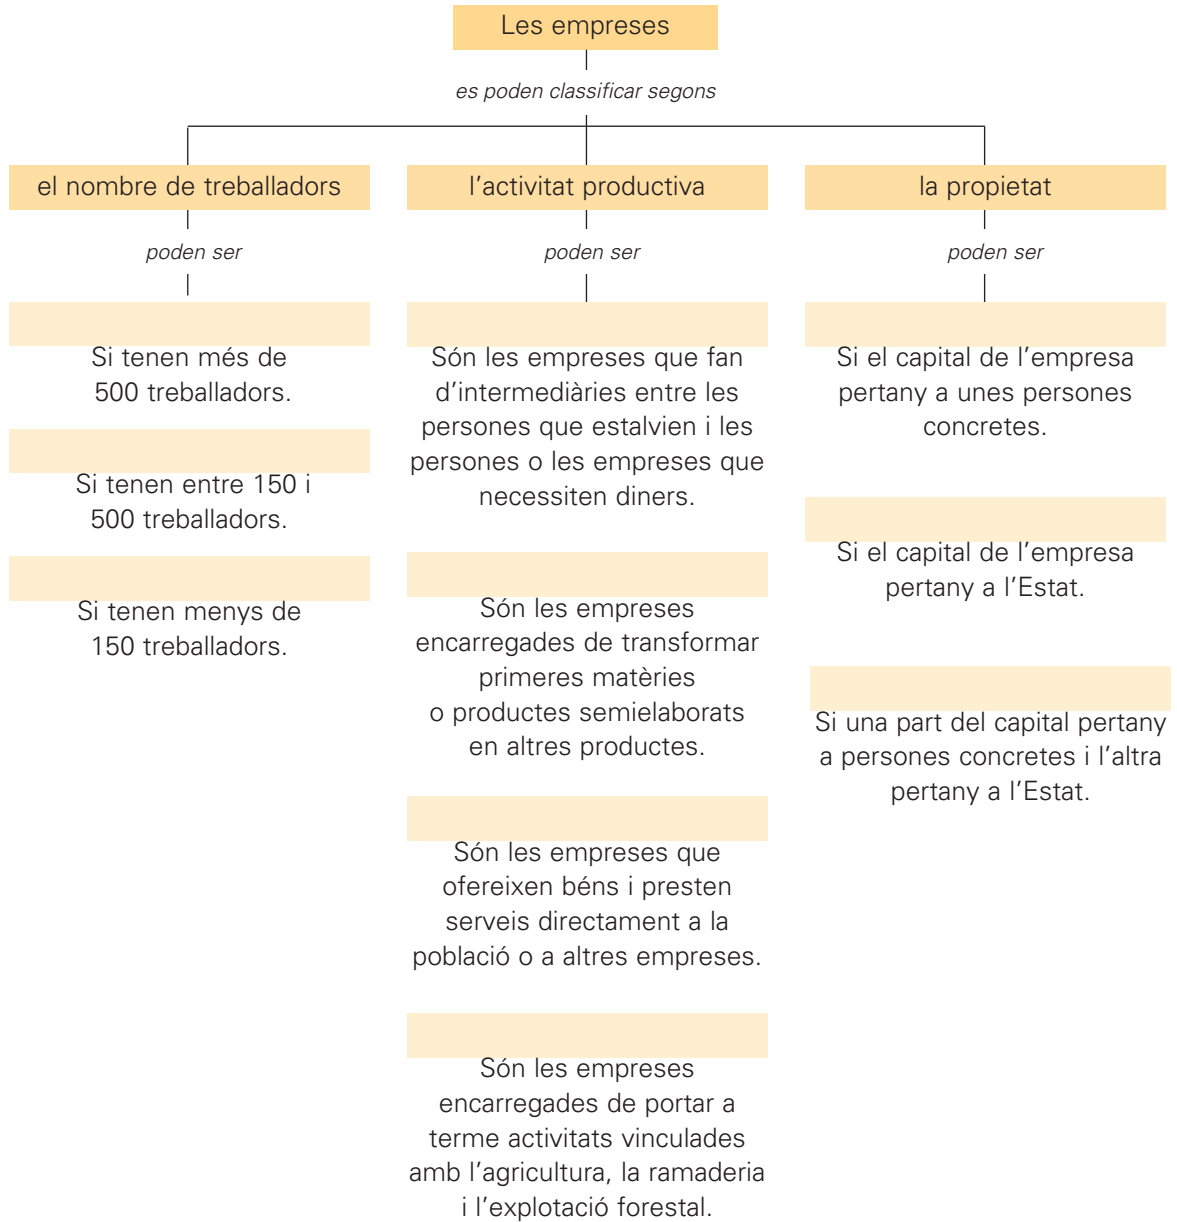 Les empreses
es poden classificar segons
el nombre de treballadors
poden ser
Si tenen més de
500 treballadors.
Si tenen entre 150 i
500 treballadors.
Si tenen menys de
150 treballadors.
l’activitat productiva
poden ser
Són les empreses que fan
d’intermediàries entre les
persones que estalvien i les
persones o les empreses que
necessiten diners.
Són les empreses
encarregades de transformar
primeres matèries
o productes semielaborats
en altres productes.
Són les empreses que
ofereixen béns i presten
serveis directament a la
població o a altres empreses.
Són les empreses
encarregades de portar a
terme activitats vinculades
amb l’agricultura, la ramaderia
i l’explotació forestal.
la propietat
poden ser
Si el capital de l’empresa
pertany a unes persones
concretes.
Si el capital de l’empresa
pertany a l’Estat.
Si una part del capital pertany
a persones concretes i l’altra
pertany a l’Estat.